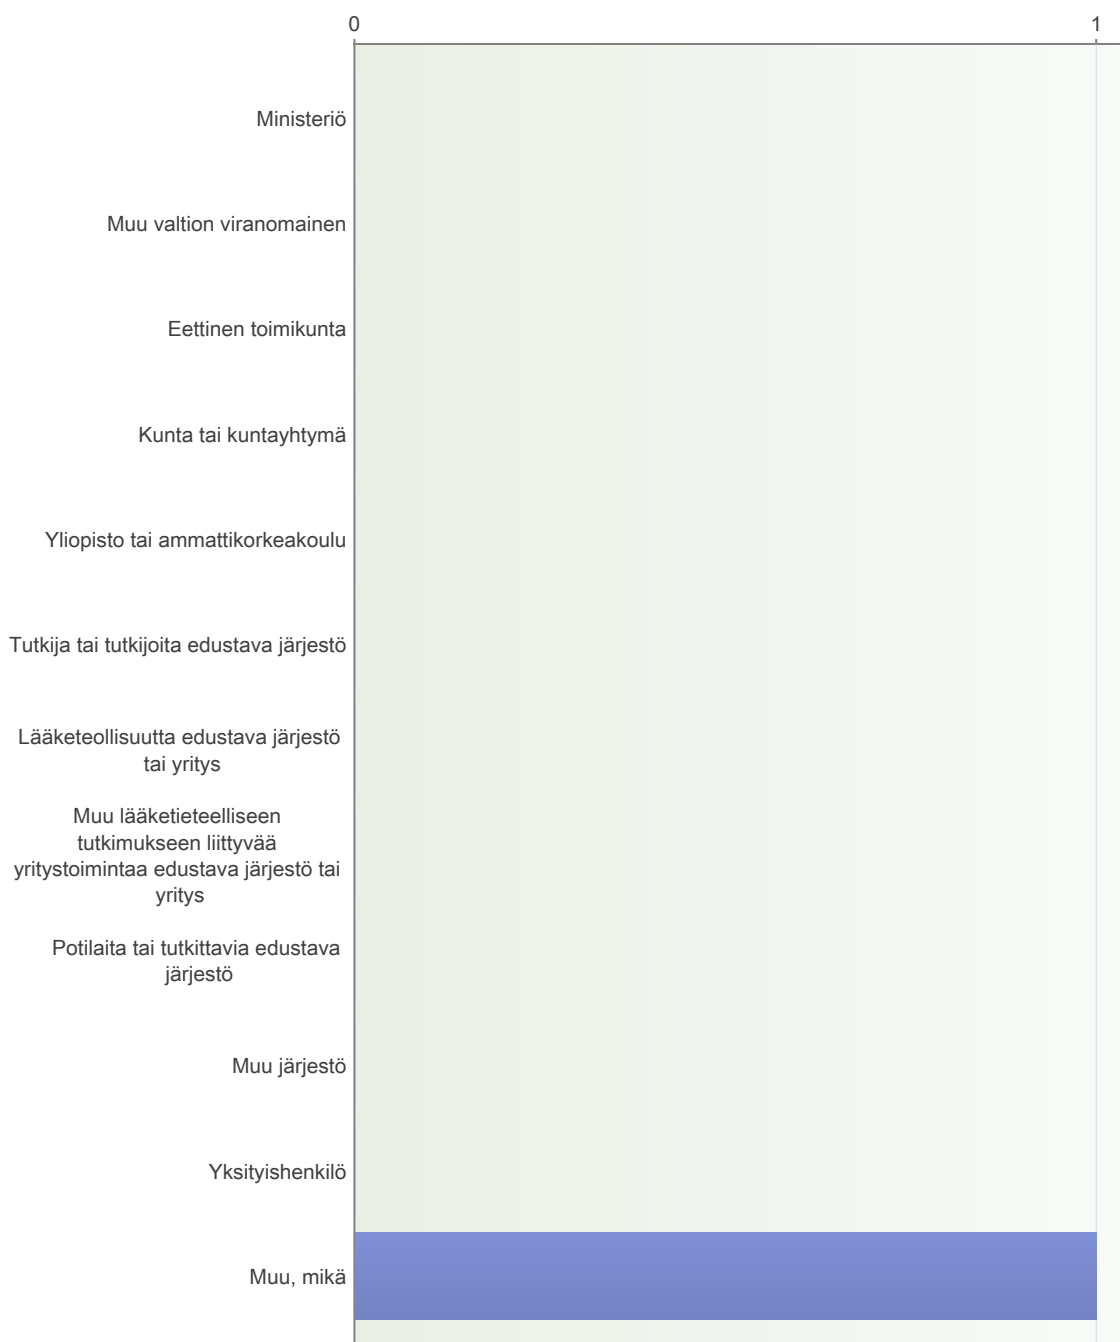 0 1
Ministeriö
Muu valtion viranomainen
Eettinen toimikunta
Kunta tai kuntayhtymä
Yliopisto tai ammattikorkeakoulu
Tutkija tai tutkijoita edustava järjestö
Lääketeollisuutta edustava järjestö
tai yritys
Muu lääketieteelliseen
tutkimukseen liittyvää
yritystoimintaa edustava järjestö tai
yritys
Potilaita tai tutkittavia edustava
järjestö
Muu järjestö
Yksityishenkilö
Muu, mikä